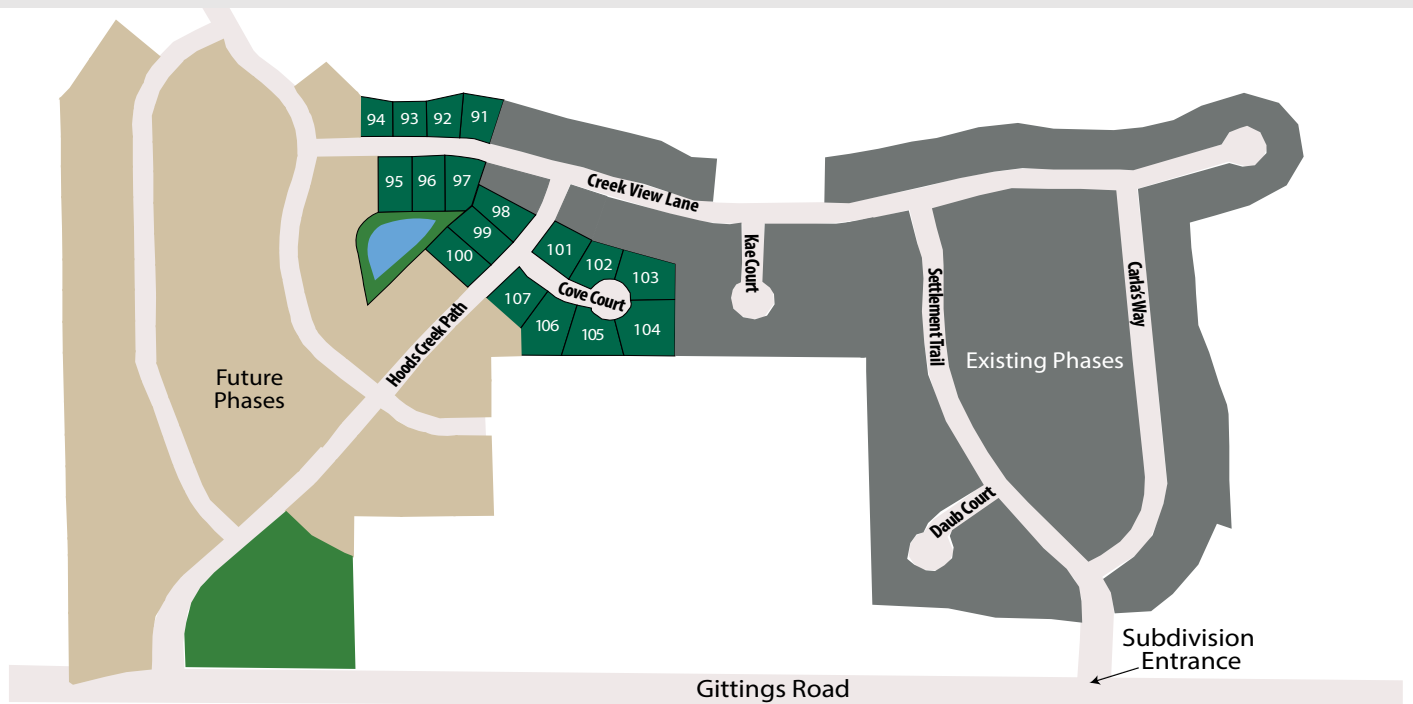 94
93
92
91
95
96
97
98
99
100
101
102
103
104
105
106
107
Creek View Lane
Kae Court
Cove Court
Hoods Creek Path
Settlement Trail
Carla's Way
Existing Phases
Future
Phases
Daub Court
Subdivision
Entrance
Gittings Road